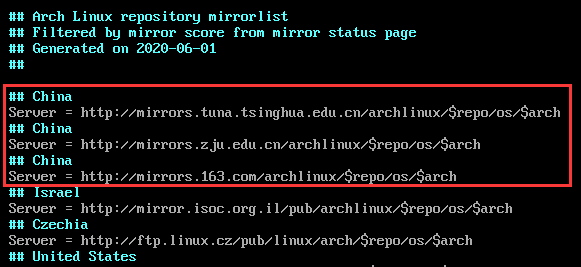 ## Arch Linux repository mirrorlist
## Filtered by mirror score from mirror status page
## Generated on 2020-06-01
##
## China
Server = http://mirrors.tuna.tsinghua.edu.cn/archlinux/$repo/os/$arch
## China
Server = http://mirrors.zju.edu.cn/archlinux/$repo/os/$arch
## China
Server = http://mirrors.163.com/archlinux/$repo/os/$arch
## Israel
Server = http://mirror.isoc.org.il/pub/archlinux/$repo/os/$arch
## Czechia
Server = http://ftp.linux.cz/pub/linux/arch/$repo/os/$arch
## United States